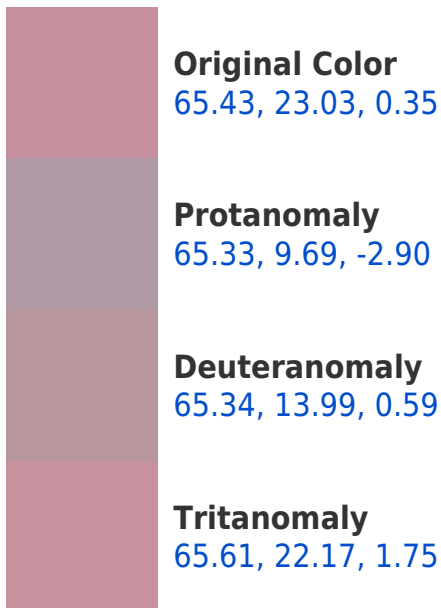 Original Color
65.43, 23.03, 0.35
Protanomaly
65.33, 9.69, -2.90
Deuteranomaly
65.34, 13.99, 0.59
Tritanomaly
65.61, 22.17, 1.75